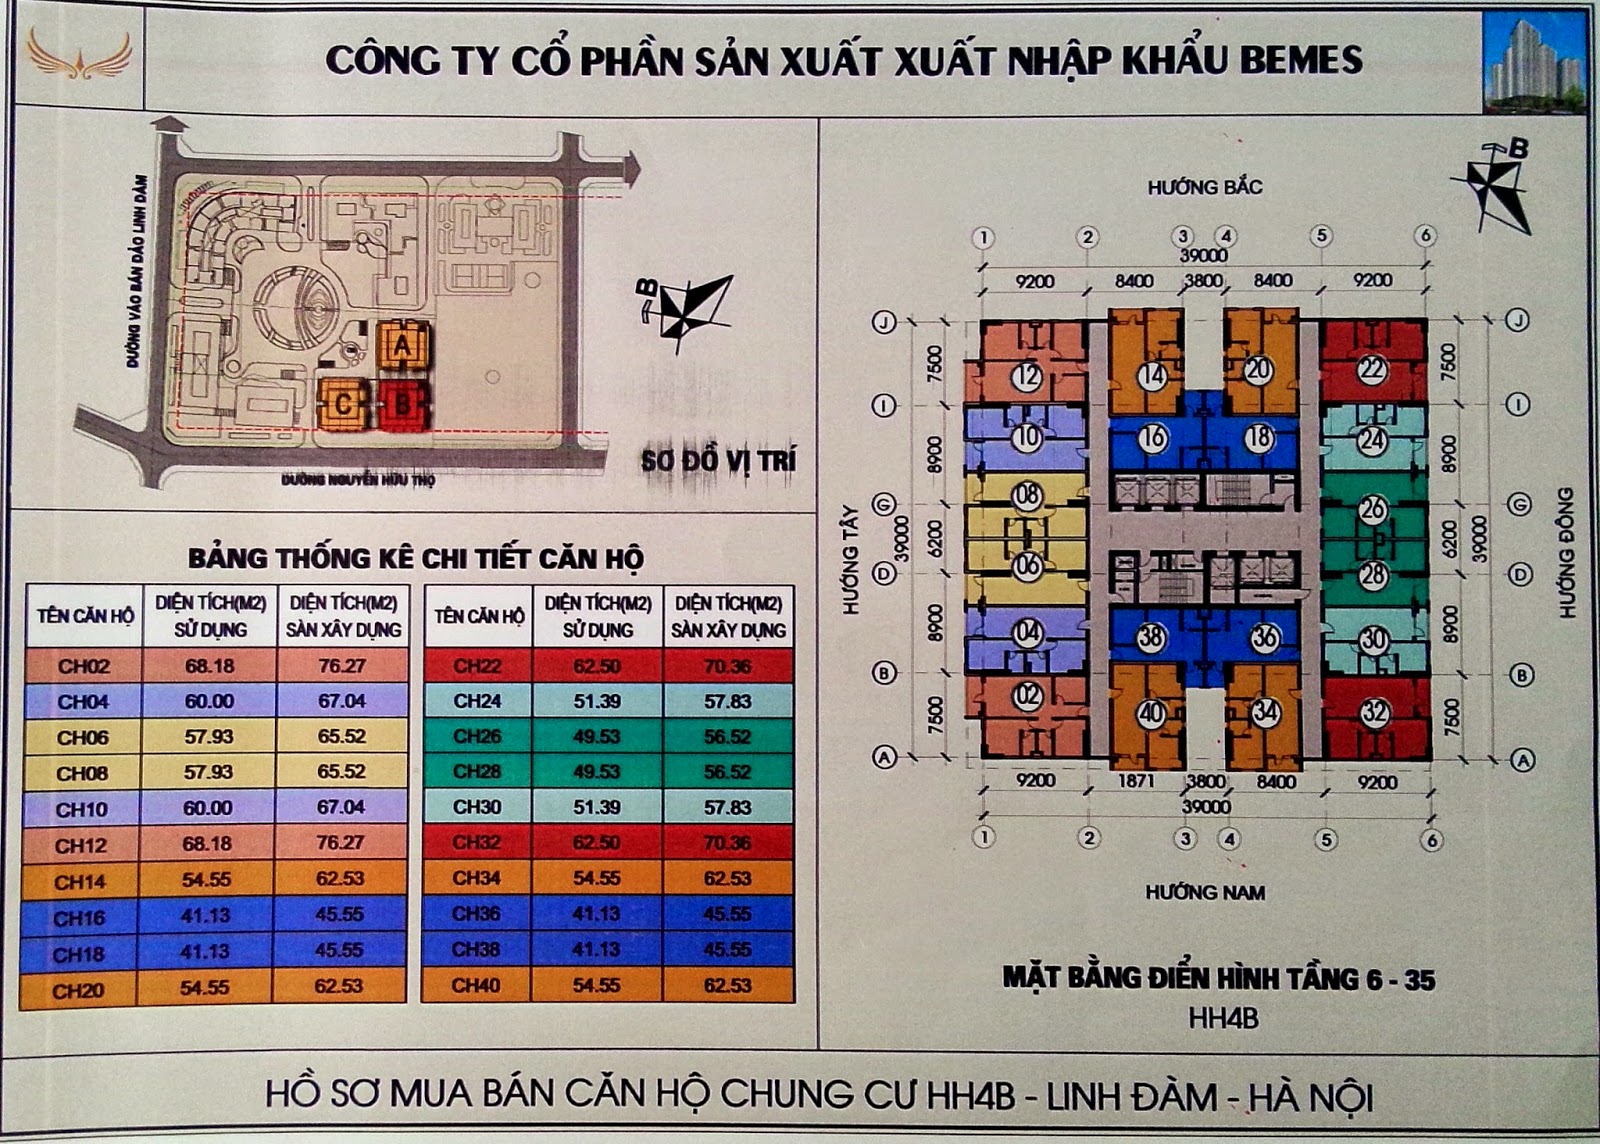 CÔNG TY CỔ PHẦN SẢN XUẤT XUẤT NHẬP KHẨU BEMES
ĐƯỜNG VÀO BÁN ĐẢO LINH ĐÀM
A
C B
B
SƠ ĐỒ VỊ TRÍ
ĐƯỜNG NGUYỄN HỮU THỌ
BẢNG THỐNG KÊ CHI TIẾT CĂN HỘ
TÊN CĂN HỘ DIỆN TÍCH(M2) SỬ DỤNG DIỆN TÍCH(M2) SÀN XÂY DỰNG
CH02 68.18 76.27
CH04 60.00 67.04
CH06 57.93 65.52
CH08 57.93 65.52
CH10 60.00 67.04
CH12 68.18 76.27
CH14 54.55 62.53
CH16 41.13 45.55
CH18 41.13 45.55
CH20 54.55 62.53
TÊN CĂN HỘ DIỆN TÍCH(M2) SỬ DỤNG DIỆN TÍCH(M2) SÀN XÂY DỰNG
CH22 62.50 70.36
CH24 51.39 57.83
CH26 49.53 56.52
CH28 49.53 56.52
CH30 51.39 57.83
CH32 62.50 70.36
CH34 54.55 62.53
CH36 41.13 45.55
CH38 41.13 45.55
CH40 54.55 62.53
B
HƯỚNG BẮC
1 2 3 4 5 6
39000
9200 8400 3800 8400 9200
J J
7500 12 14 20 22 7500
I I
8900 10 16 18 24 8900
G 08 26 G
HƯỚNG TÂY 39000 6200 6200 39000 HƯỚNG ĐÔNG
D 06 28 D
8900 04 38 36 30 8900
B B
7500 02 40 34 32 7500
A A
9200 1871 3800 8400 9200
39000
1 2 3 4 5 6
HƯỚNG NAM
MẶT BẰNG ĐIỂN HÌNH TẦNG 6 - 35
HH4B
HỒ SƠ MUA BÁN CĂN HỘ CHUNG CƯ HH4B - LINH ĐÀM - HÀ NỘI